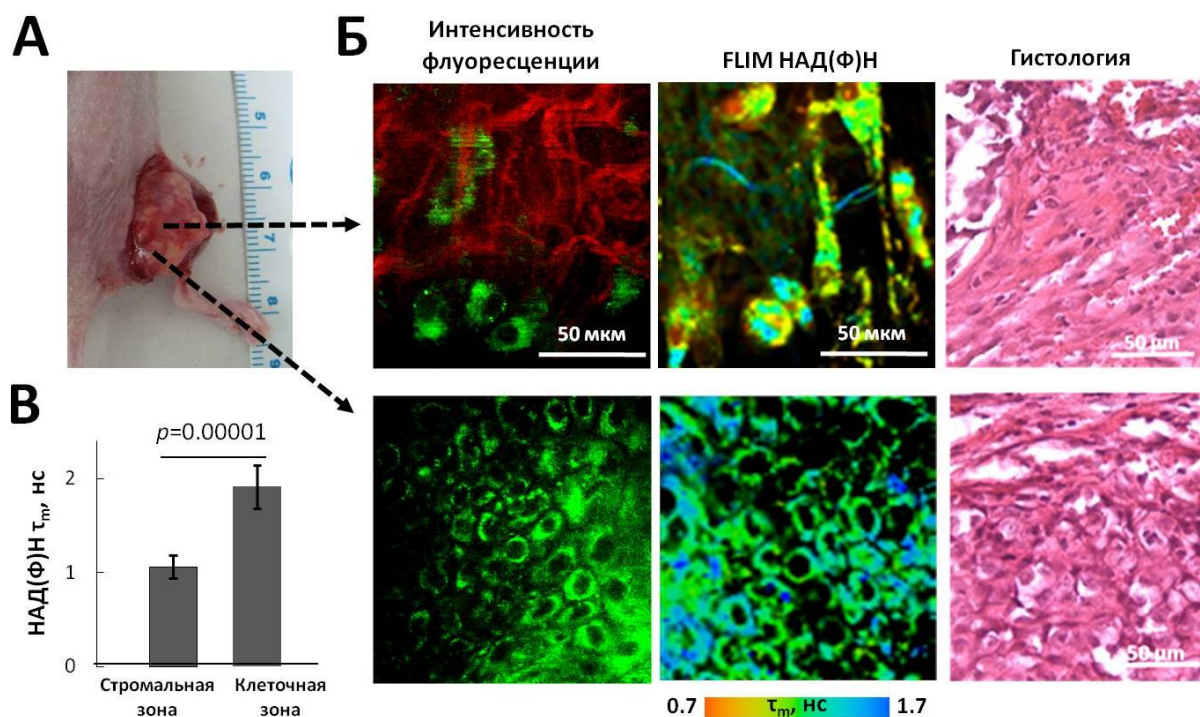 А
Б
Интенсивность
флуоресценции
FLIM НАД(Ф)Н
Гистология
5
6
7
8
9
50 мкм
50 мкм
50 µm
В
p=0.00001
НАД(Ф)Н τm, нс
2
1
0
Стромальная
зона
Клеточная
зона
50 µm
0.7 τm, нс 1.7